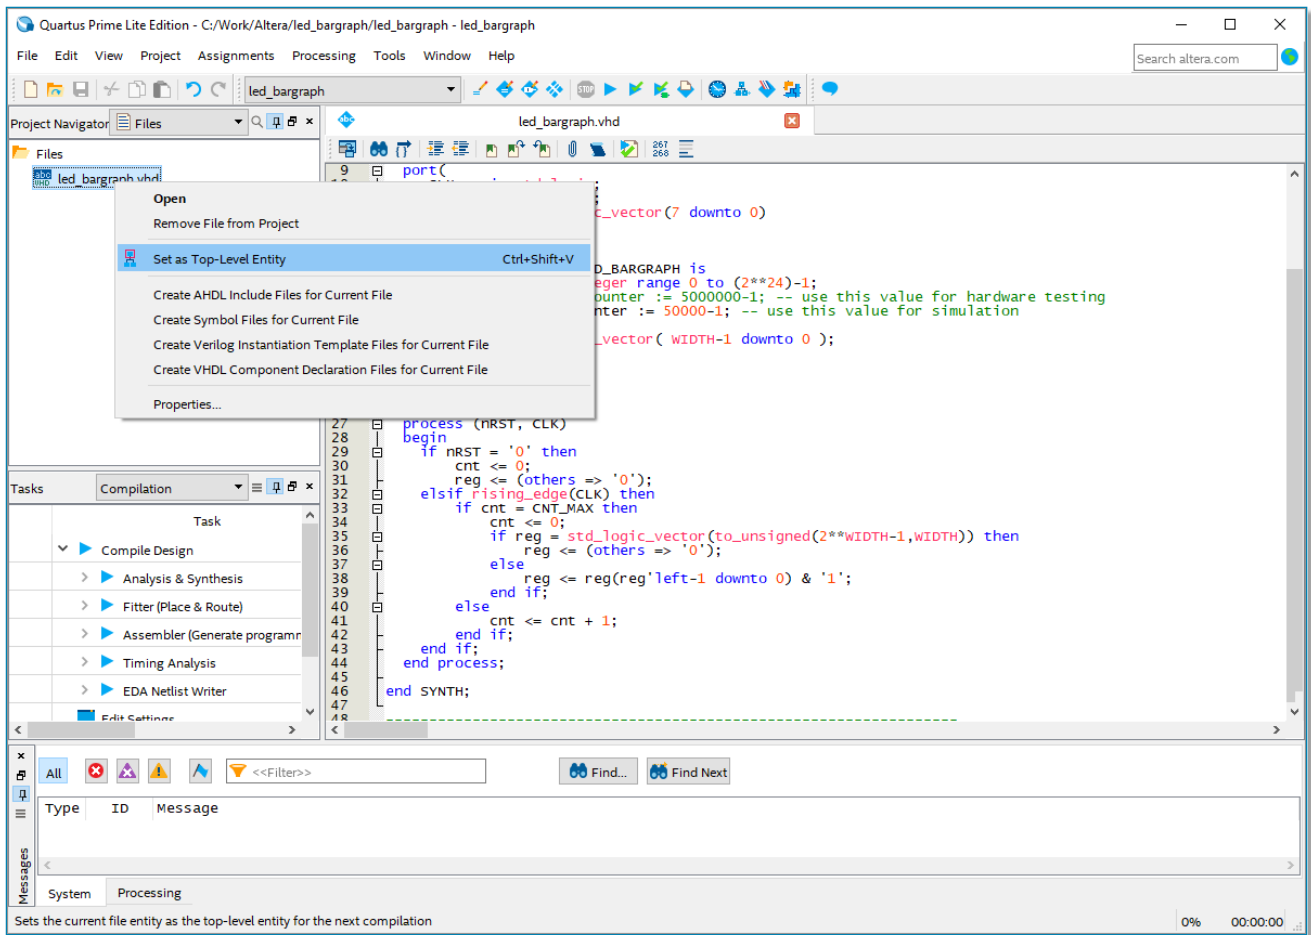 Quartus Prime Lite Edition - C:/Work/Altera/led_bargraph/led_bargraph - led_bargraph
File Edit View Project Assignments Processing Tools Window Help
Search altera.com
led_bargraph
STOP
Project Navigator Files
led_bargraph.vhd
Files
abc VHD led_bargraph.vhd
267
268
Open
Remove File from Project
Set as Top-Level Entity Ctrl+Shift+V
Create AHDL Include Files for Current File
Create Symbol Files for Current File
Create Verilog Instantiation Template Files for Current File
Create VHDL Component Declaration Files for Current File
Properties...
9 port(
c_vector(7 downto 0)
D_BARGRAPH is
eger range 0 to (2**24)-1;
ounter := 5000000-1; -- use this value for hardware testing
nter := 50000-1; -- use this value for simulation
_vector( WIDTH-1 downto 0 );
27 process (nRST, CLK)
28 begin
29 if nRST = '0' then
30 cnt <= 0;
31 reg <= (others => '0');
32 elsif rising_edge(CLK) then
33 if cnt = CNT_MAX then
34 cnt <= 0;
35 if reg = std_logic_vector(to_unsigned(2**WIDTH-1,WIDTH)) then
36 reg <= (others => '0');
37 else
38 reg <= reg(reg'left-1 downto 0) & '1';
39 end if;
40 else
41 cnt <= cnt + 1;
42 end if;
43 end if;
44 end process;
45
46 end SYNTH;
47
48 ------------------------------------------------------------------
Tasks Compilation
Task
Compile Design
Analysis & Synthesis
Fitter (Place & Route)
Assembler (Generate programm
Timing Analysis
EDA Netlist Writer
Edit Settings
All <<Filter>> Find... Find Next
Type ID Message
Messages
System Processing
Sets the current file entity as the top-level entity for the next compilation
0% 00:00:00